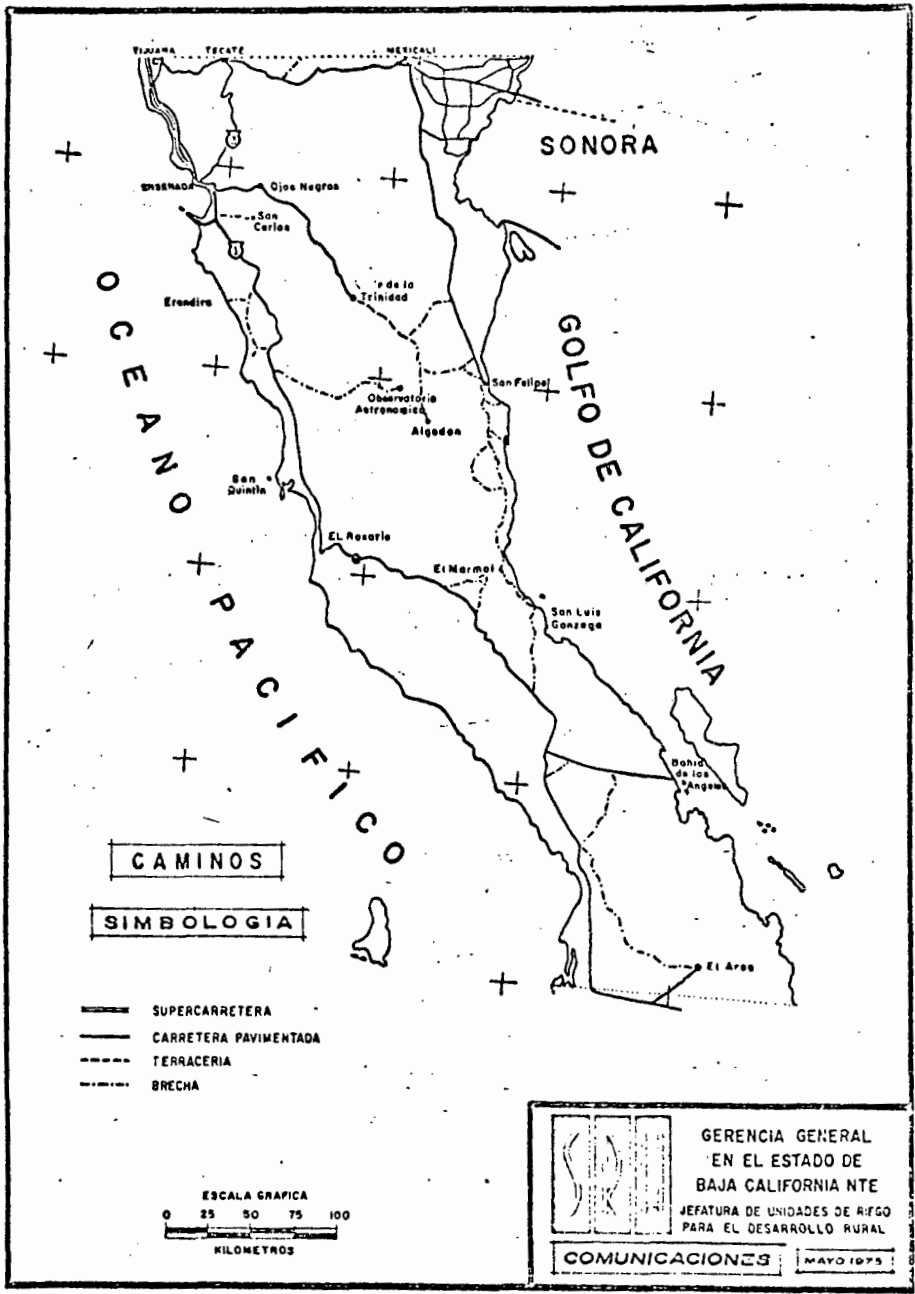 TIJUANA TECATE MEXICALI
SONORA
ENSENADA
Ojos Negros
San
Carlos
de la
Trinidad
Erendira
OCEANO PACIFICO
GOLFO DE CALIFORNIA
San Felipe
Observatorio
Astronomico
Algodon
San
Quintin
EL Rosario
El Marmol
San Luis
Gonzaga
Bahia
de los
Angeles
CAMINOS
SIMBOLOGIA
El Arco
SUPERCARRETERA
CARRETERA PAVIMENTADA
TERRACERIA
BRECHA
ESCALA GRAFICA
0 25 50 75 100
KILOMETROS
GERENCIA GENERAL
EN EL ESTADO DE
BAJA CALIFORNIA NTE
JEFATURA DE UNIDADES DE RIEGO
PARA EL DESARROLLO RURAL
COMUNICACIONES MAYO 1975